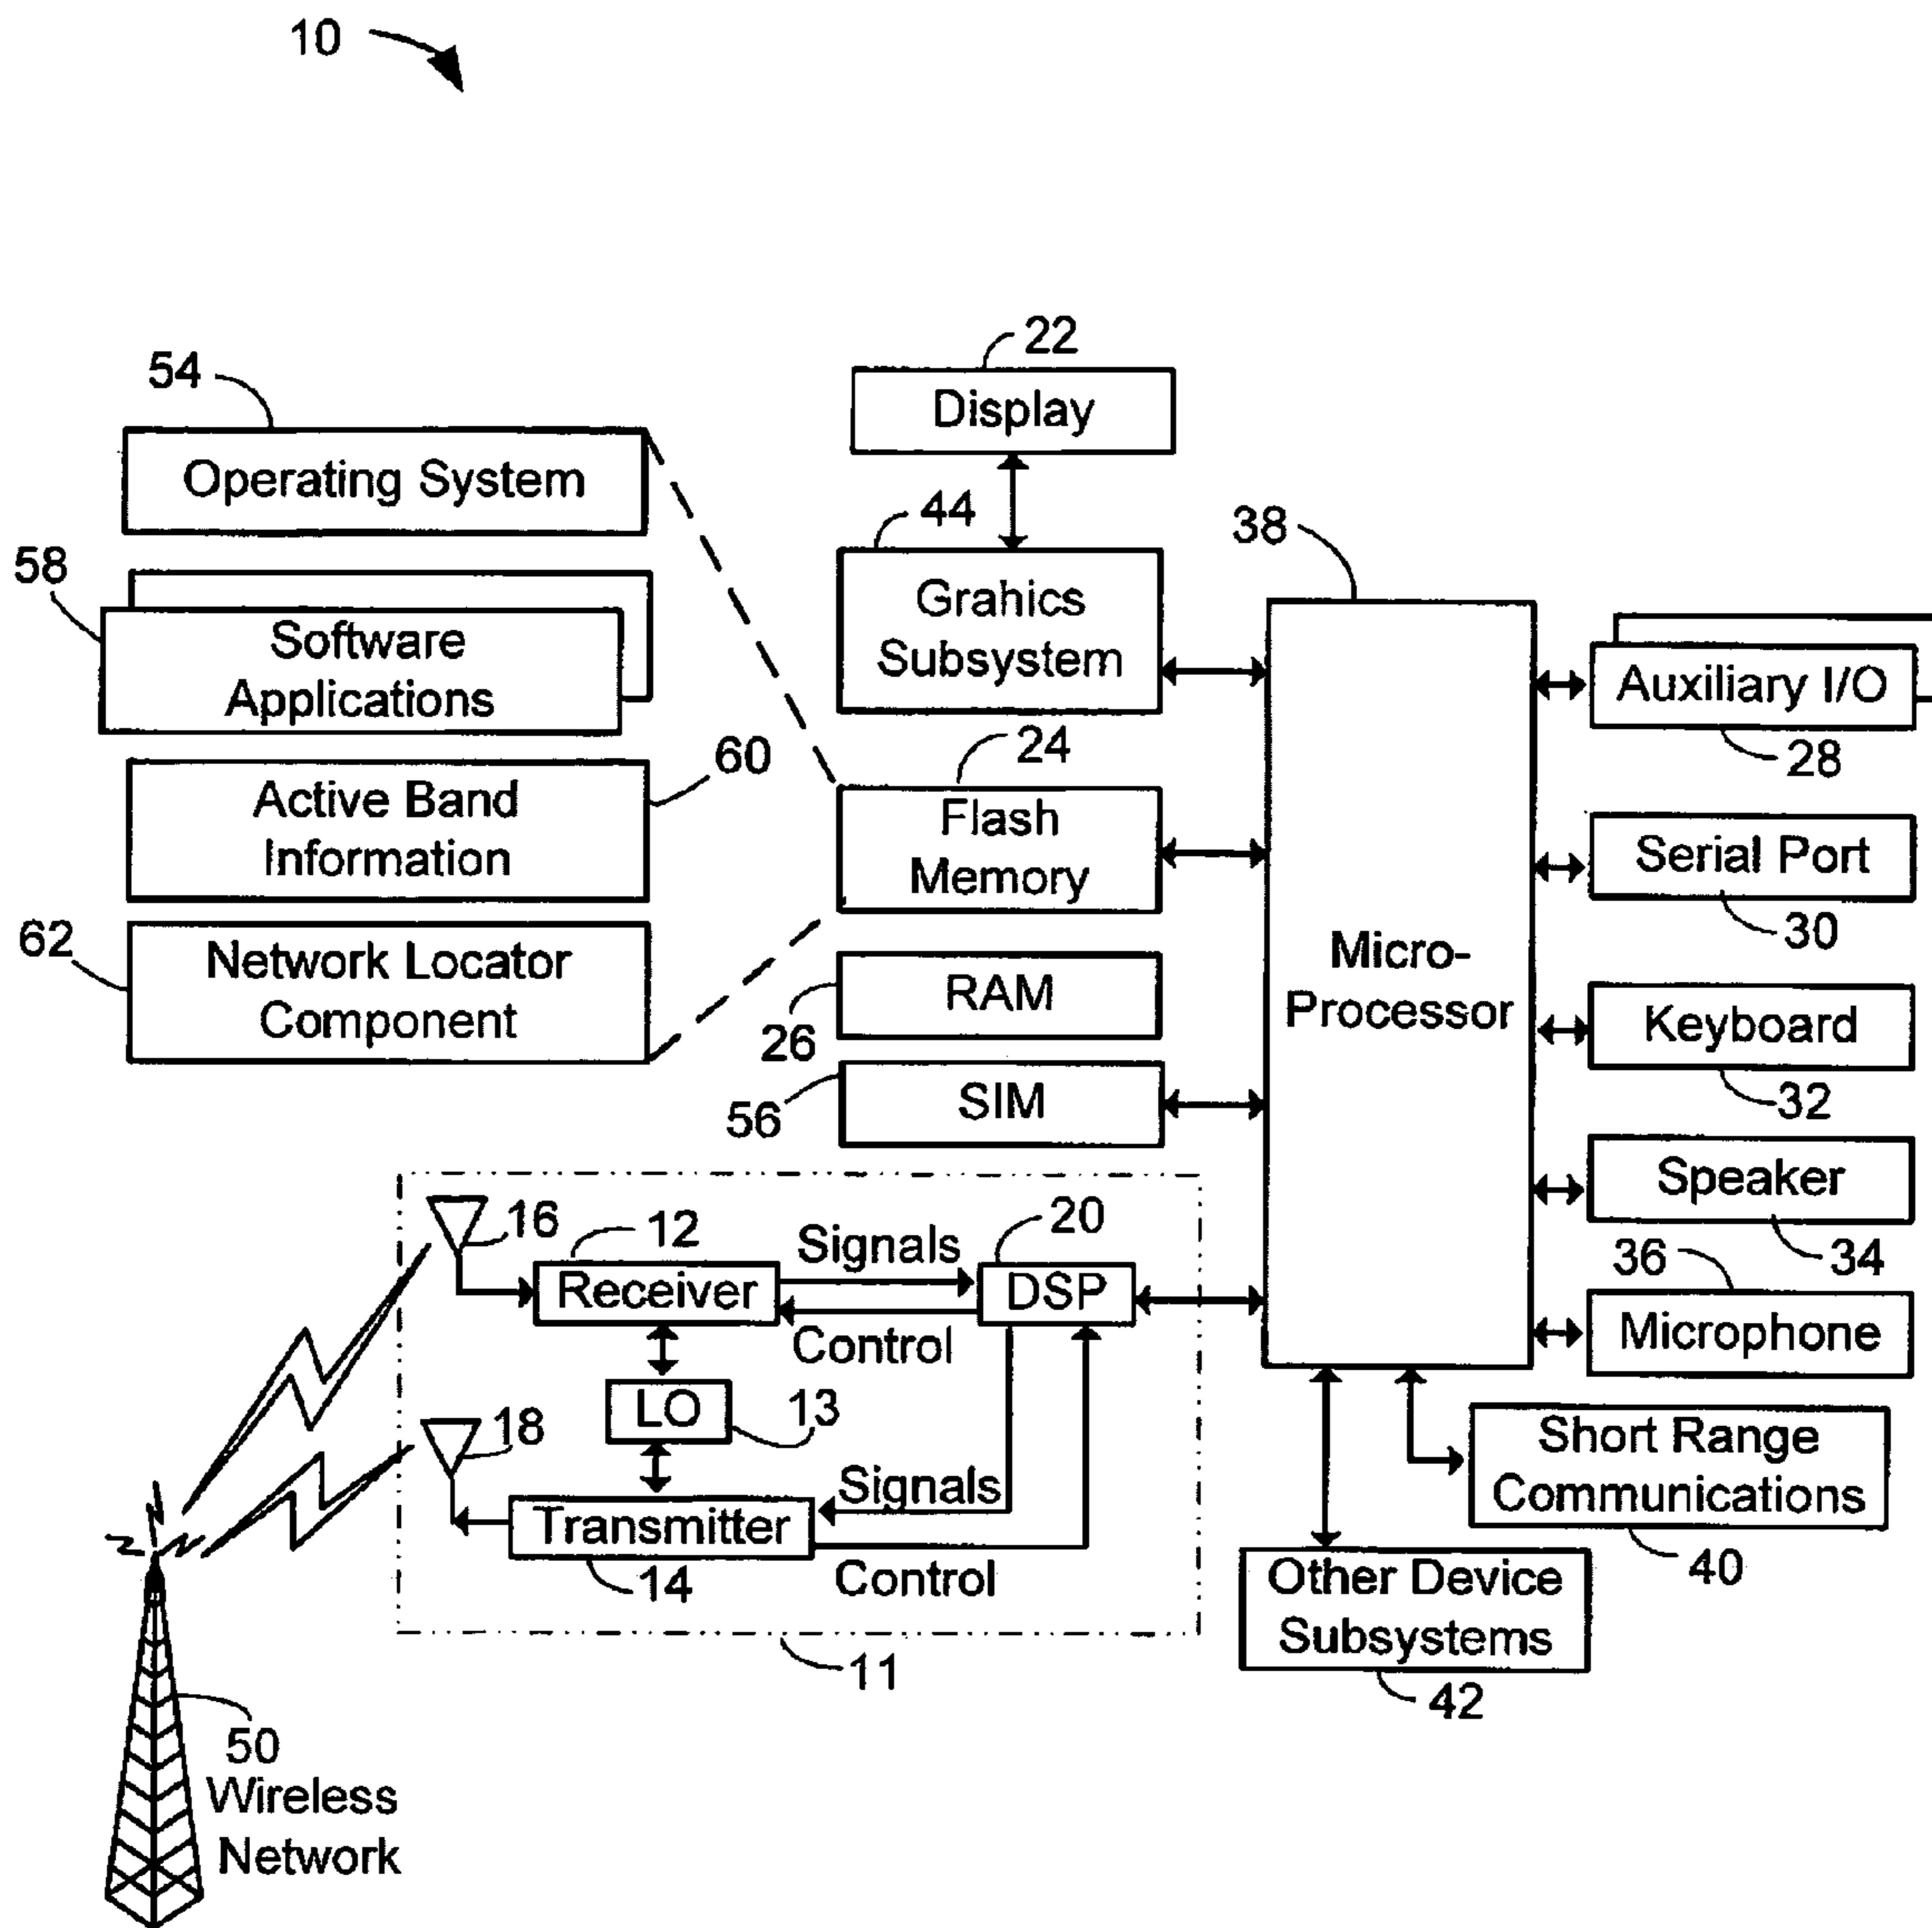 10
22
54
Display
Operating System
44
38
58
Grahics
Subsystem
Software
Applications
Auxiliary I/O
24
60
28
Active Band
Information
Flash
Memory
Serial Port
62
30
Network Locator
Component
Micro-
Processor
RAM
Keyboard
26
SIM
56
32
Speaker
16
12
Signals
20
36
34
Receiver
DSP
Control
Microphone
LO
13
18
Short Range
Communications
Signals
Transmitter
14
Control
40
Other Device
Subsystems
11
42
50
Wireless
Network